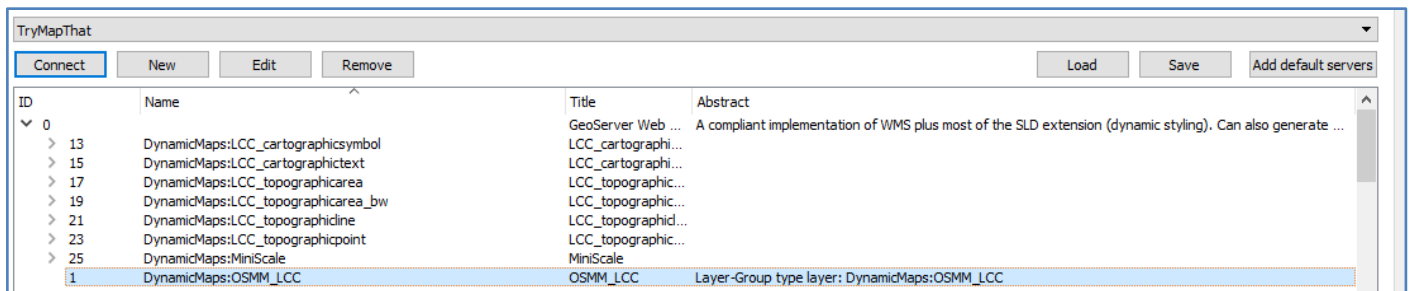 TryMapThat
Connect New Edit Remove Load Save Add default servers
ID Name Title Abstract
0 GeoServer Web ... A compliant implementation of WMS plus most of the SLD extension (dynamic styling). Can also generate ...
13 DynamicMaps:LCC_cartographicsymbol LCC_cartographi...
15 DynamicMaps:LCC_cartographictext LCC_cartographi...
17 DynamicMaps:LCC_topographicarea LCC_topographic...
19 DynamicMaps:LCC_topographicarea_bw LCC_topographic...
21 DynamicMaps:LCC_topographicline LCC_topographicl...
23 DynamicMaps:LCC_topographicpoint LCC_topographic...
25 DynamicMaps:MiniScale MiniScale
1 DynamicMaps:OSMM_LCC OSMM_LCC Layer-Group type layer: DynamicMaps:OSMM_LCC